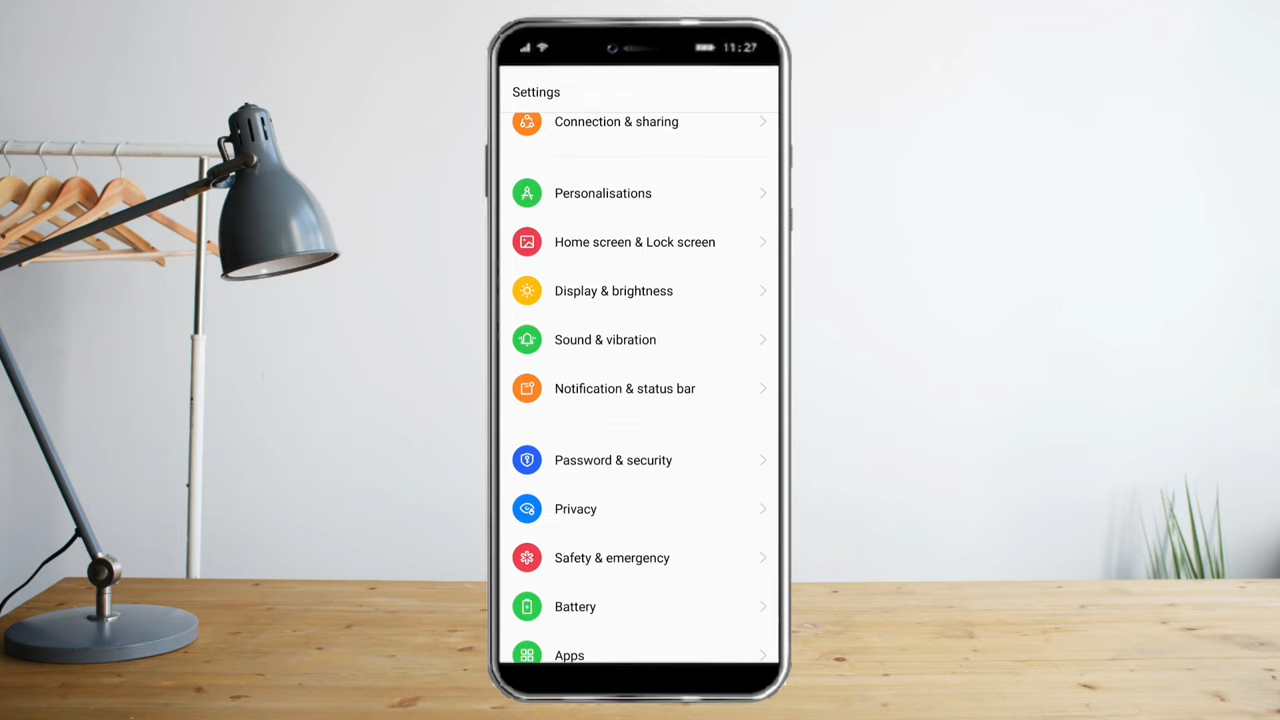 11:27
Settings
Connection & sharing
Personalisations
Home screen & Lock screen
Display & brightness
Sound & vibration
Notification & status bar
Password & security
Privacy
Safety & emergency
Battery
Apps